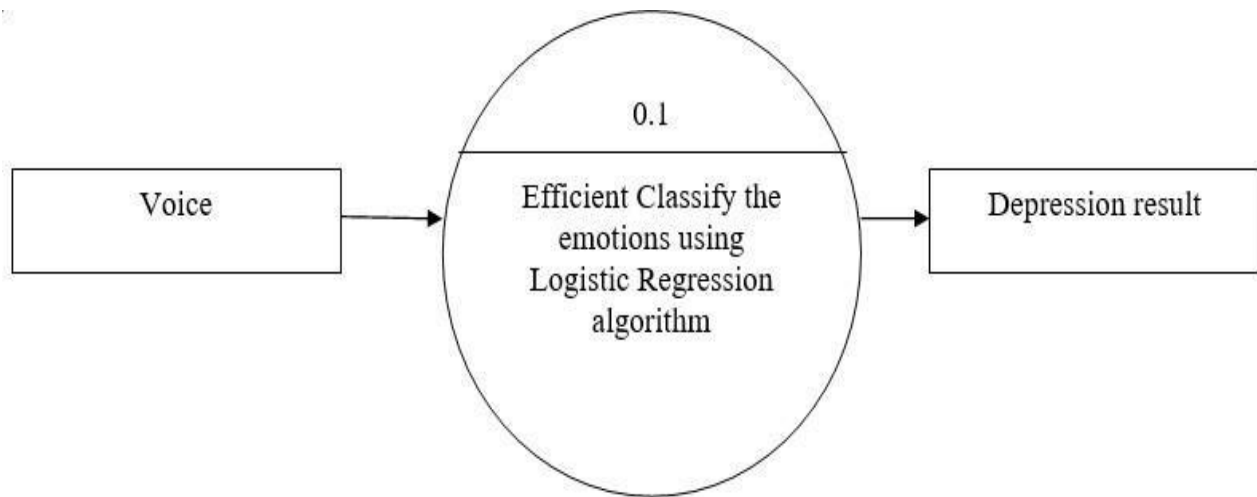 Voice
0.1
Efficient Classify the
emotions using
Logistic Regression
algorithm
Depression result